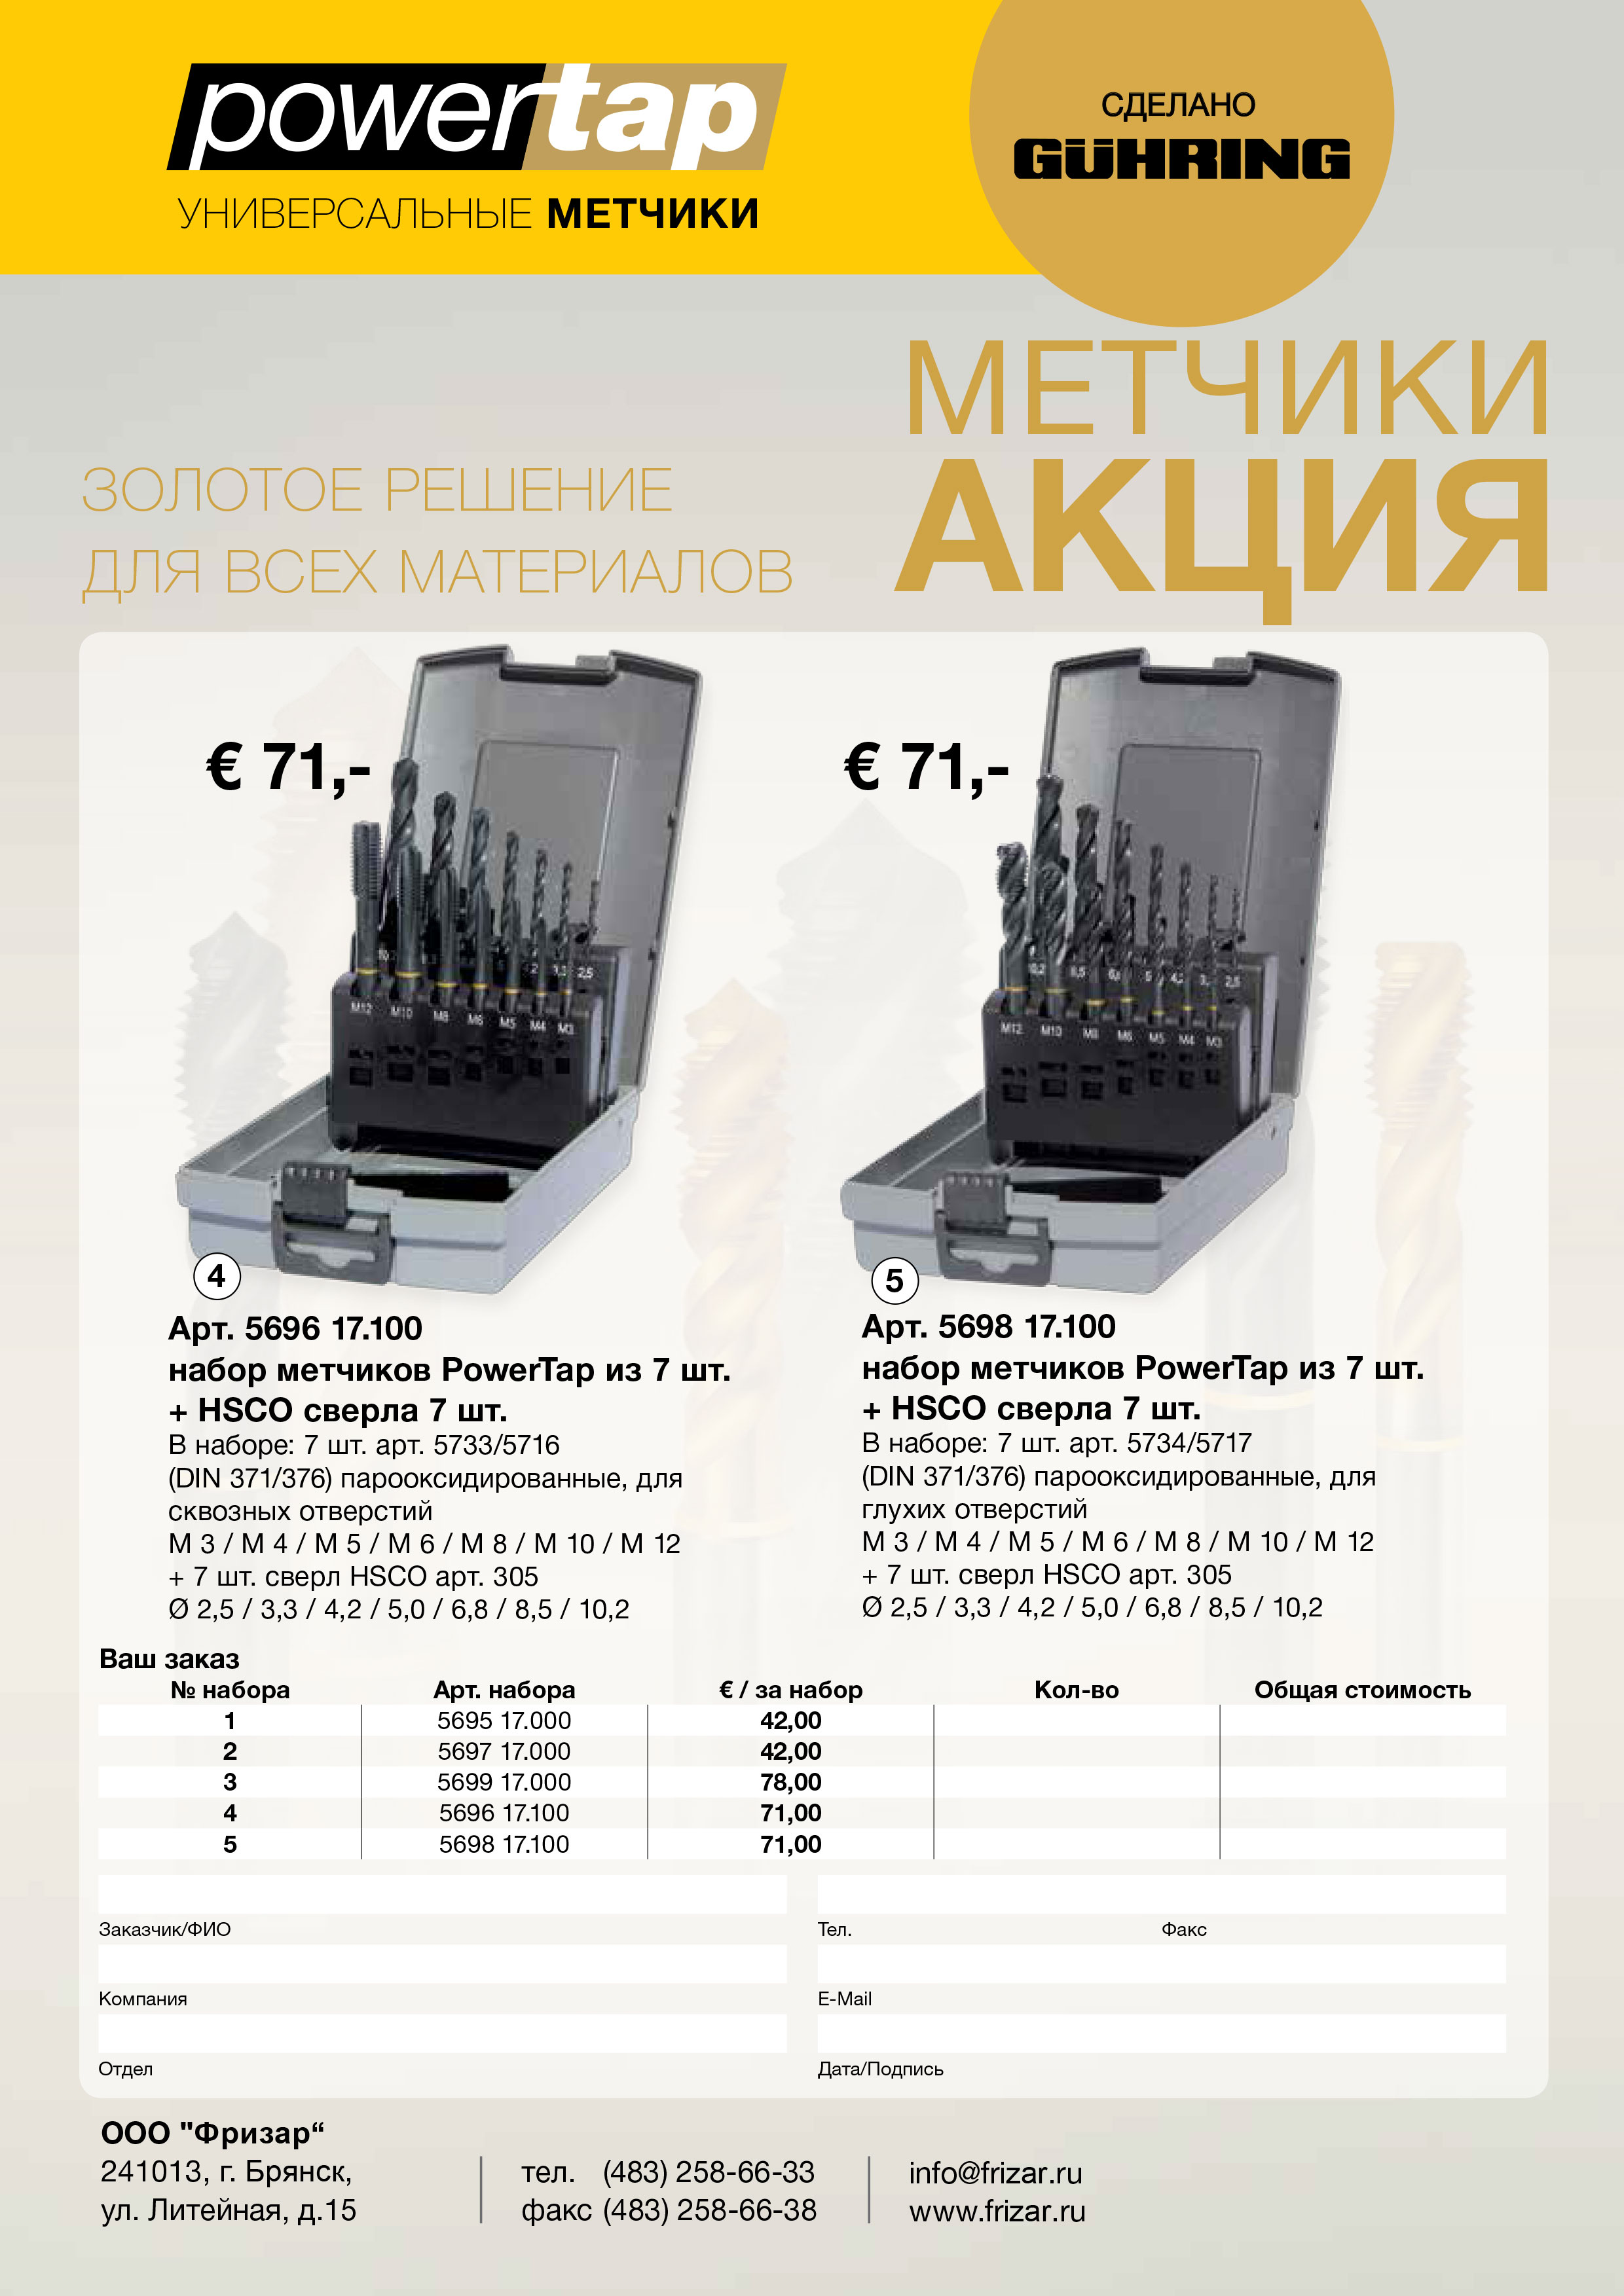 powertap
УНИВЕРСАЛЬНЫЕ МЕТЧИКИ
СДЕЛАНО
GÜHRING
МЕТЧИКИ
АКЦИЯ
ЗОЛОТОЕ РЕШЕНИЕ
ДЛЯ ВСЕХ МАТЕРИАЛОВ
€ 71,-
€ 71,-
2,5
M12 M10 M8 M6 M5 M4 M3
10,2 8,5 2,5
M12 M10 M8 M6 M5 M4 M3
4
Арт. 5696 17.100
набор метчиков PowerTap из 7 шт.
+ HSCO сверла 7 шт.
В наборе: 7 шт. арт. 5733/5716
(DIN 371/376) парооксидированные, для
сквозных отверстий
M 3 / M 4 / M 5 / M 6 / M 8 / M 10 / M 12
+ 7 шт. сверл HSCO арт. 305
Ø 2,5 / 3,3 / 4,2 / 5,0 / 6,8 / 8,5 / 10,2
5
Арт. 5698 17.100
набор метчиков PowerTap из 7 шт.
+ HSCO сверла 7 шт.
В наборе: 7 шт. арт. 5734/5717
(DIN 371/376) парооксидированные, для
глухих отверстий
M 3 / M 4 / M 5 / M 6 / M 8 / M 10 / M 12
+ 7 шт. сверл HSCO арт. 305
Ø 2,5 / 3,3 / 4,2 / 5,0 / 6,8 / 8,5 / 10,2
Ваш заказ
№ набора Арт. набора € / за набор Кол-во Общая стоимость
1 5695 17.000 42,00
2 5697 17.000 42,00
3 5699 17.000 78,00
4 5696 17.100 71,00
5 5698 17.100 71,00
Заказчик/ФИО
Тел. Факс
Компания
E-Mail
Отдел
Дата/Подпись
ООО "Фризар“
241013, г. Брянск,
ул. Литейная, д.15
тел. (483) 258-66-33
факс (483) 258-66-38
info@frizar.ru
www.frizar.ru